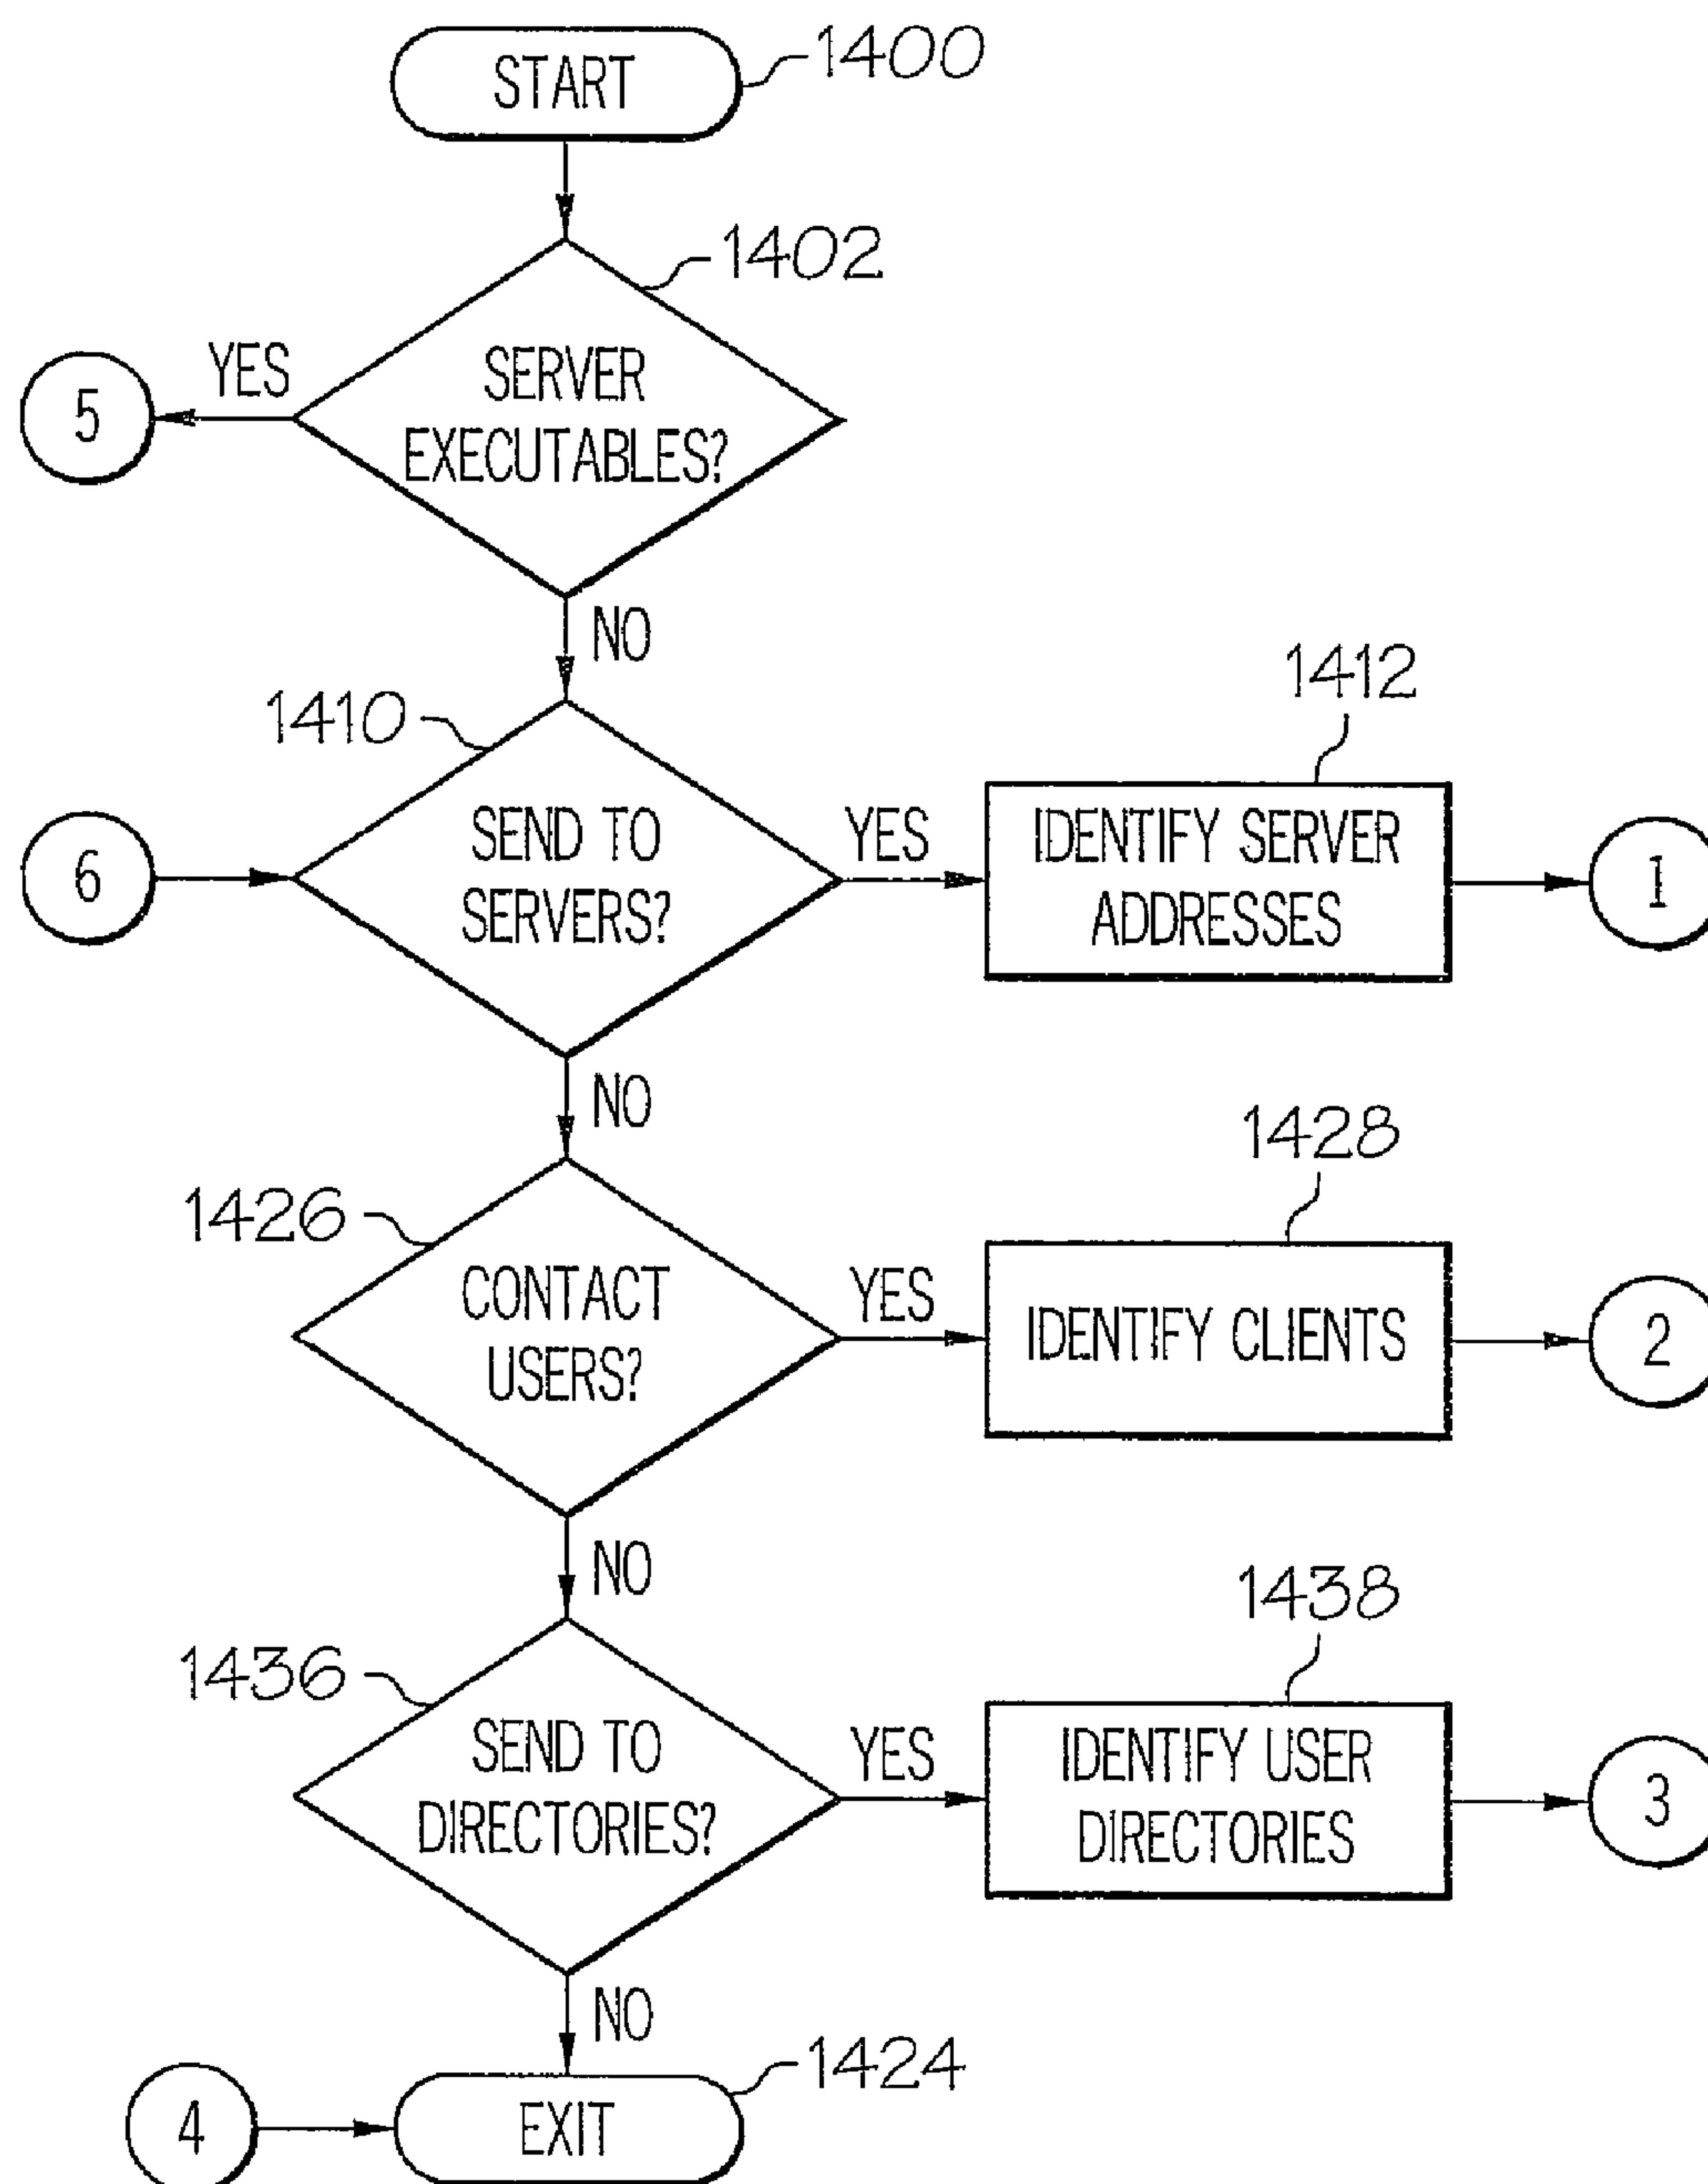 START
1400
1402
SERVER
EXECUTABLES?
YES
5
NO
1410
SEND TO
SERVERS?
6
YES
1412
IDENTIFY SERVER
ADDRESSES
1
NO
1426
CONTACT
USERS?
YES
1428
IDENTIFY CLIENTS
2
NO
1436
SEND TO
DIRECTORIES?
YES
1438
IDENTIFY USER
DIRECTORIES
3
NO
4
EXIT
1424